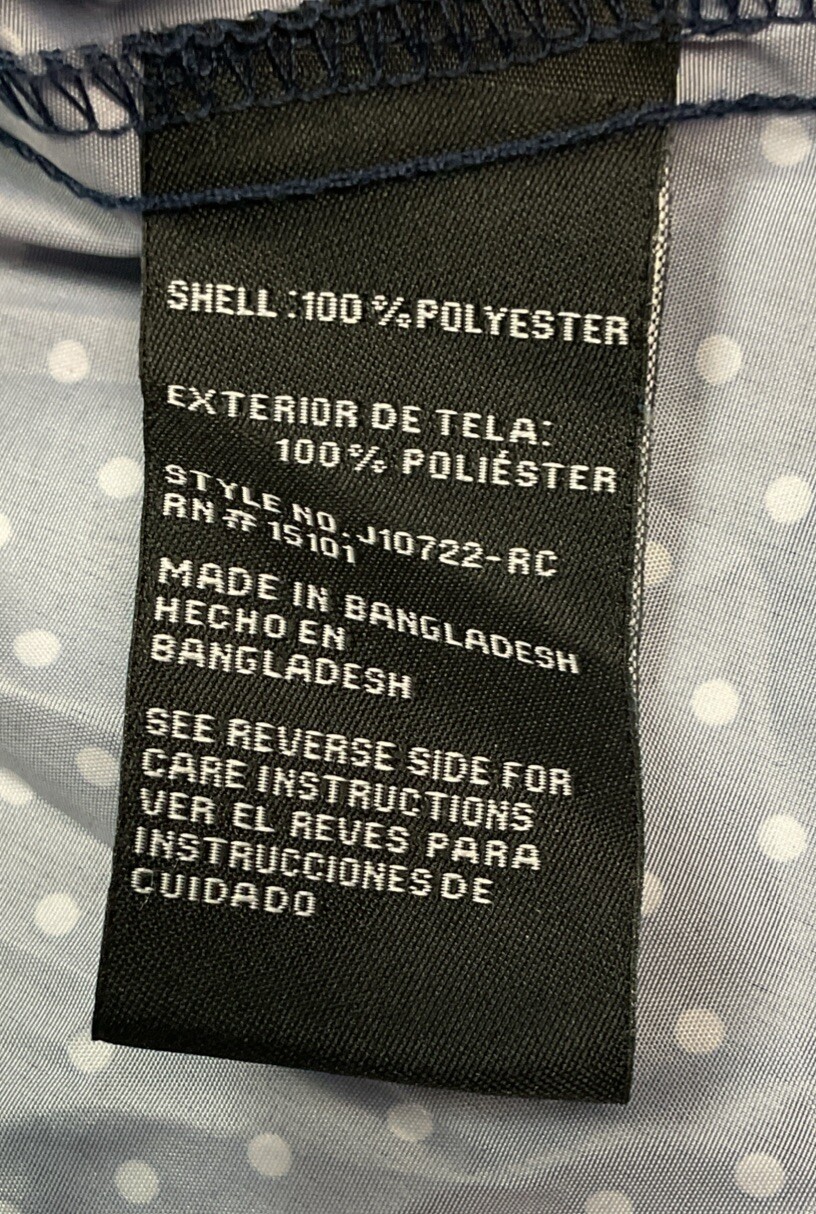 SHELL:100%POLYESTER
EXTERIOR DE TELA:
100% POLIÉSTER
STYLE NO. J10722-RC
RN # 15101
MADE IN BANGLADESH
HECHO EN
BANGLADESH
SEE REVERSE SIDE FOR
CARE INSTRUCTIONS
VER EL REVES PARA
INSTRUCCIONES DE
CUIDADO